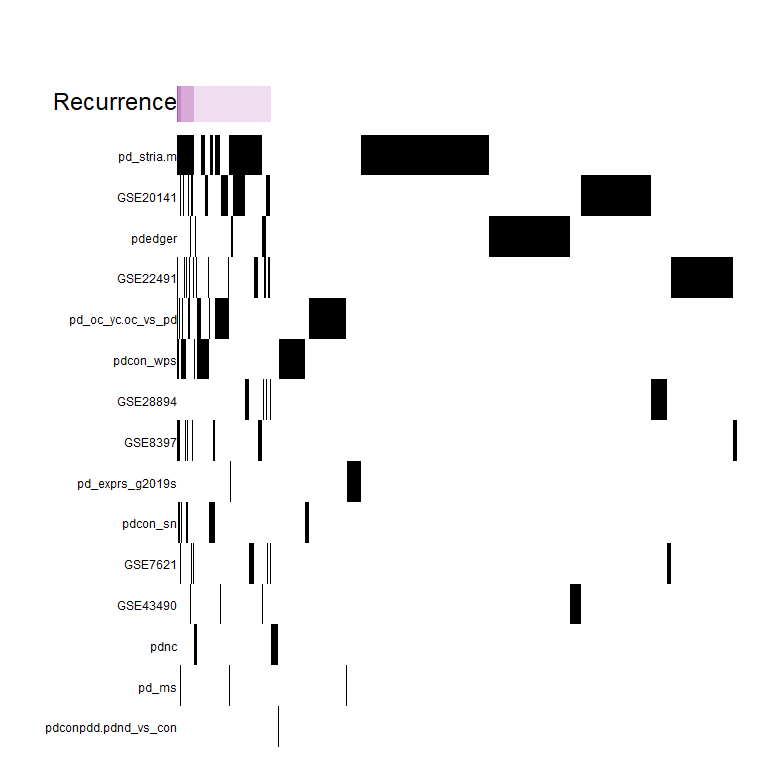 Recurrence
pd_stria.m
GSE20141
pdedger
GSE22491
pd_oc_yc.oc_vs_pd
pdcon_wps
GSE28894
GSE8397
pd_exprs_g2019s
pdcon_sn
GSE7621
GSE43490
pdnc
pd_ms
pdconpdd.pdnd_vs_con